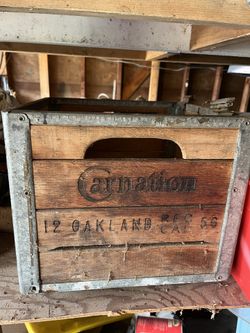 Carnation
12 OAKLAND REG CAL 56